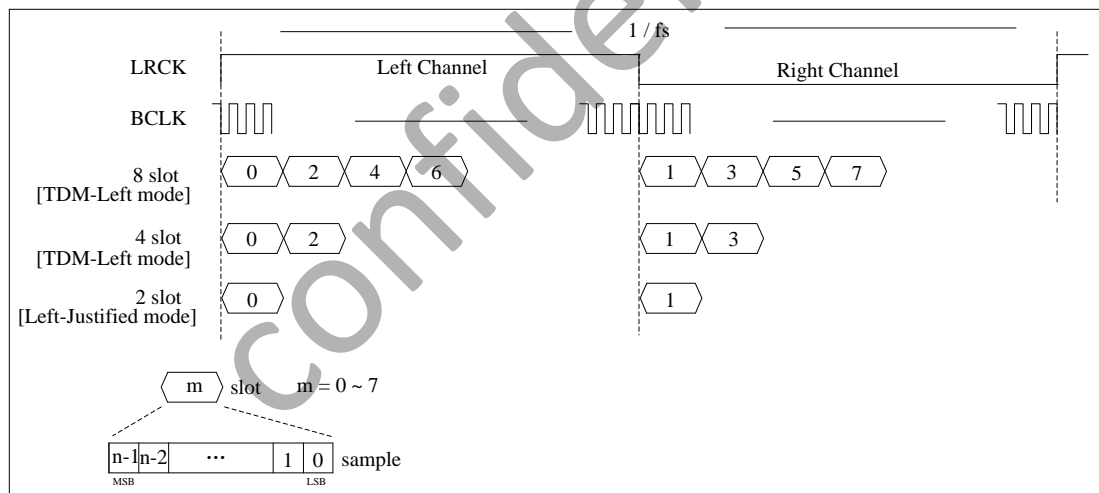 1 / fs
LRCK
Left Channel
Right Channel
BCLK
8 slot
[TDM-Left mode]
0 2 4 6 1 3 5 7
4 slot
[TDM-Left mode]
0 2 1 3
2 slot
[Left-Justified mode]
0 1
m slot m = 0 ~ 7
n-1 n-2 ... 1 0 sample
MSB LSB